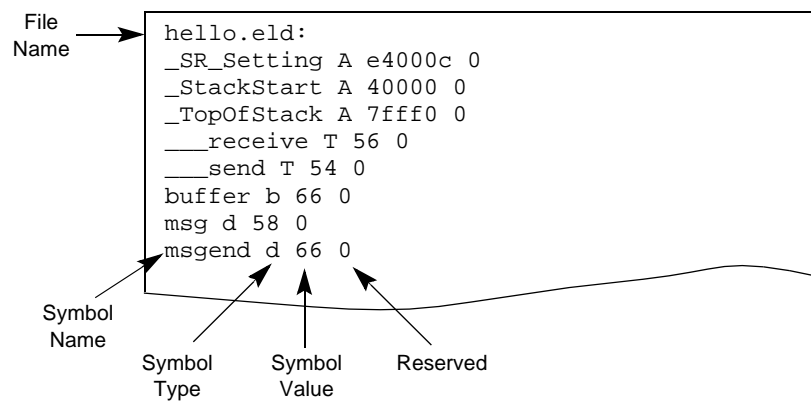 File
Name
hello.eld:
_SR_Setting A e4000c 0
_StackStart A 40000 0
_TopOfStack A 7fff0 0
___receive T 56 0
___send T 54 0
buffer b 66 0
msg d 58 0
msgend d 66 0
Symbol
Name
Symbol
Type
Symbol
Value
Reserved